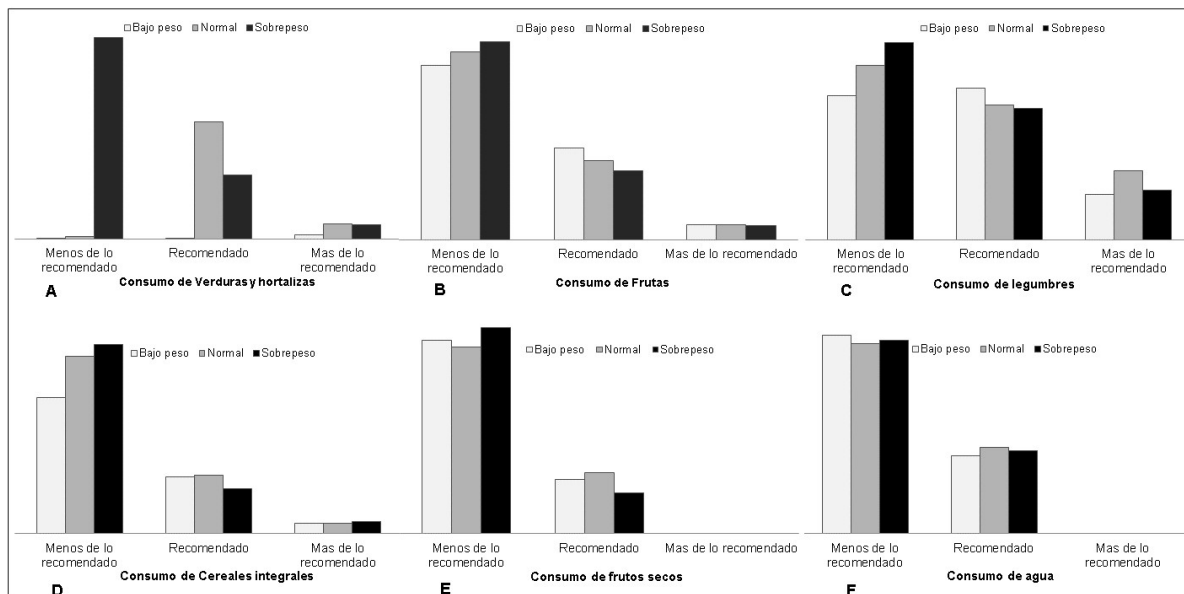 Bajo peso Normal Sobrepeso
Menos de lo
recomendado
Recomendado
Mas de lo
recomendado
Consumo de Verduras y hortalizas
A
Bajo peso Normal Sobrepeso
Menos de lo
recomendado
Recomendado
Mas de lo recomendado
Consumo de Frutas
B
Bajo peso Normal Sobrepeso
Menos de lo
recomendado
Recomendado
Mas de lo
recomendado
Consumo de legumbres
C
Bajo peso Normal Sobrepeso
Menos de lo
recomendado
Recomendado
Mas de lo
recomendado
Consumo de Cereales integrales
D
Bajo peso Normal Sobrepeso
Menos de lo
recomendado
Recomendado
Mas de lo recomendado
Consumo de frutos secos
E
Bajo peso Normal Sobrepeso
Menos de lo
recomendado
Recomendado
Mas de lo
recomendado
Consumo de agua
F